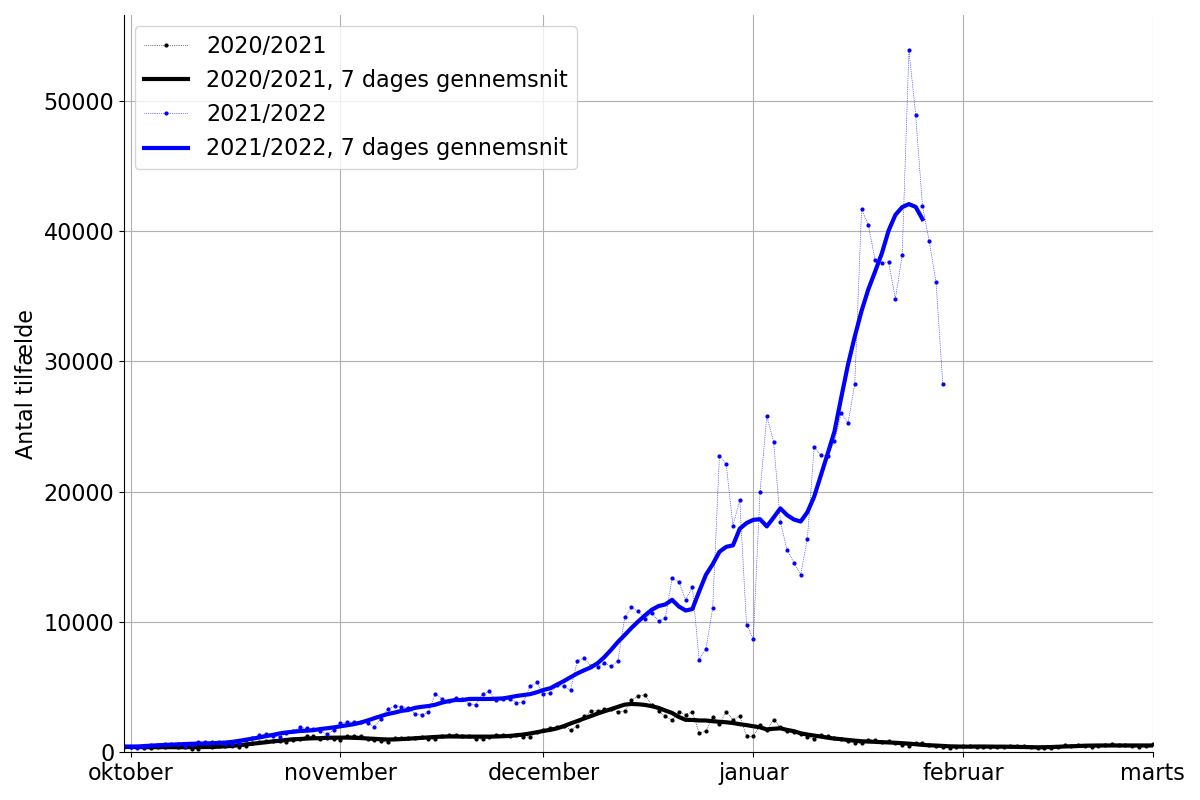 2020/2021
2020/2021, 7 dages gennemsnit
2021/2022
2021/2022, 7 dages gennemsnit
Antal tilfælde
50000
40000
30000
20000
10000
0
oktober november december januar februar marts